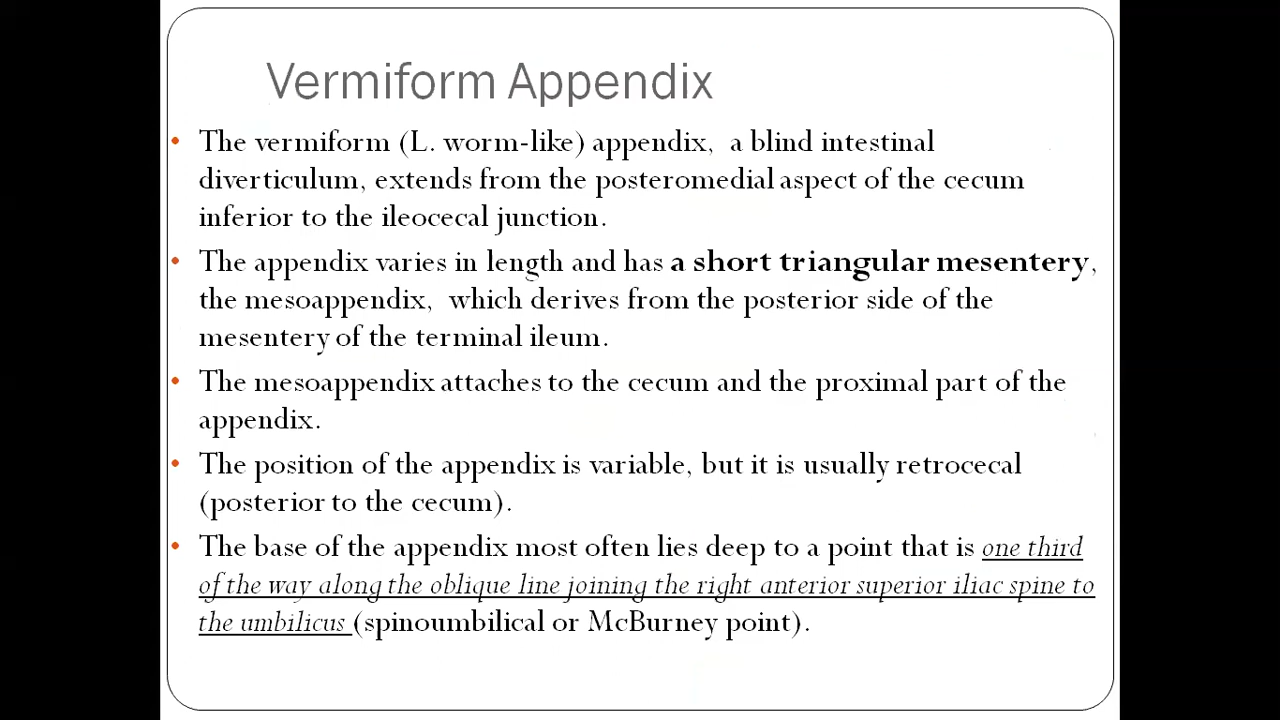 Vermiform Appendix
• The vermiform (L. worm-like) appendix, a blind intestinal
diverticulum, extends from the posteromedial aspect of the cecum
inferior to the ileocecal junction.
• The appendix varies in length and has a short triangular mesentery,
the mesoappendix, which derives from the posterior side of the
mesentery of the terminal ileum.
• The mesoappendix attaches to the cecum and the proximal part of the
appendix.
• The position of the appendix is variable, but it is usually retrocecal
(posterior to the cecum).
• The base of the appendix most often lies deep to a point that is one third
of the way along the oblique line joining the right anterior superior iliac spine to
the umbilicus (spinoumbilical or McBurney point).